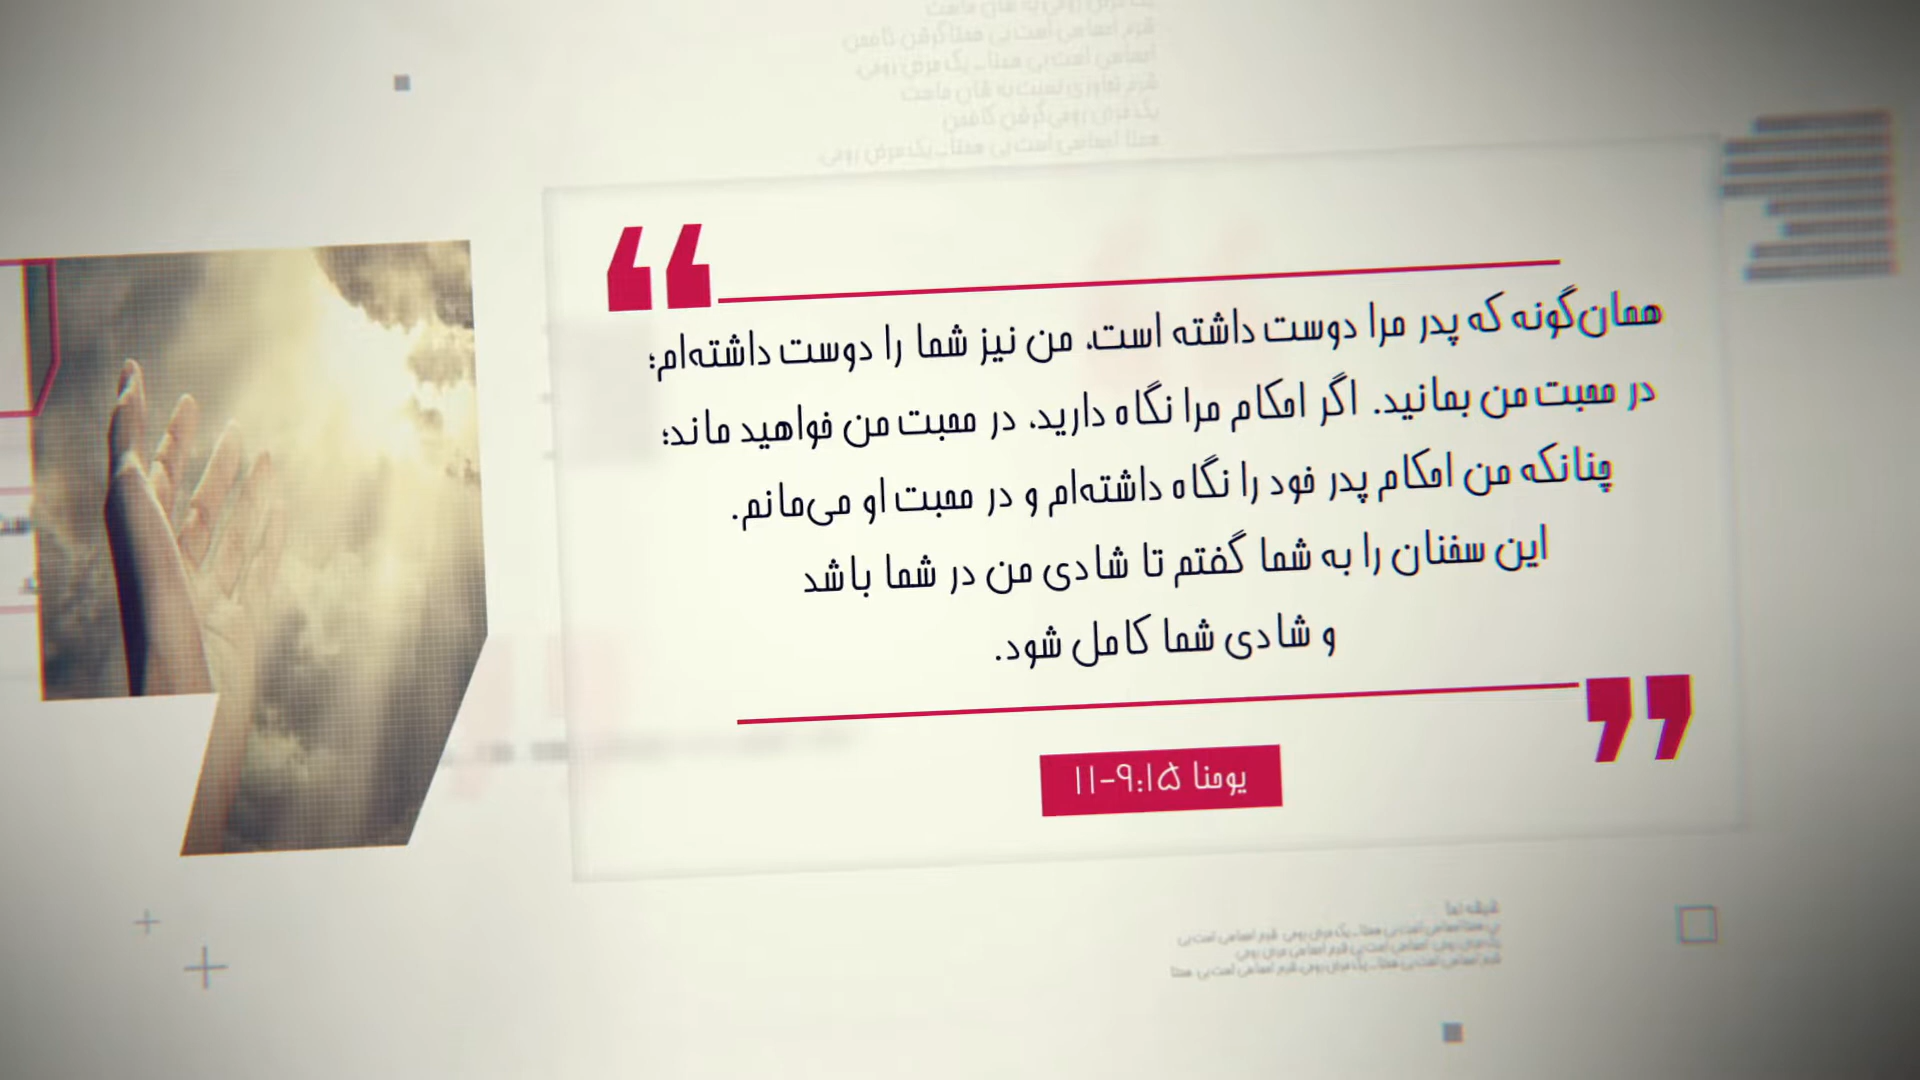 همان‌گونه که پدر مرا دوست داشته است، من نیز شما را دوست داشته‌ام؛
در محبت من بمانید. اگر احکام مرا نگاه دارید، در محبت من خواهید ماند؛
چنانکه من احکام پدر خود را نگاه داشته‌ام و در محبت او می‌مانم.
این سخنان را به شما گفتم تا شادی من در شما باشد
و شادی شما کامل شود.
یوحنا ۹:۱۵-۱۱